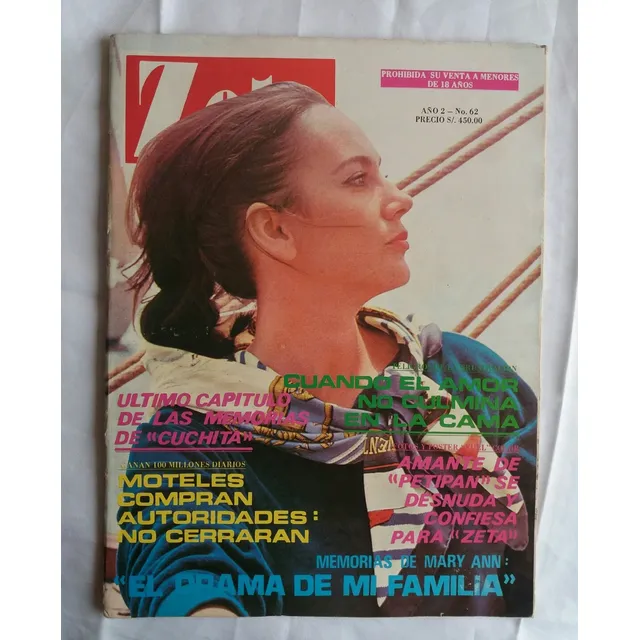 Zeta
PROHIBIDA SU VENTA A MENORES
DE 18 AÑOS
AÑO 2 – No. 62
PRECIO S/. 450.00
CUANDO EL AMOR
NO CULMINA
EN LA CAMA
ULTIMO CAPITULO
DE LAS MEMORIAS
DE «CUCHITA»
GANAN 100 MILLONES DIARIOS
MOTELES
COMPRAN
AUTORIDADES:
NO CERRARAN
AMANTE DE
«PETIPAN» SE
DESNUDA Y
CONFIESA
PARA «ZETA»
MEMORIAS DE MARY ANN:
"EL DRAMA DE MI FAMILIA"